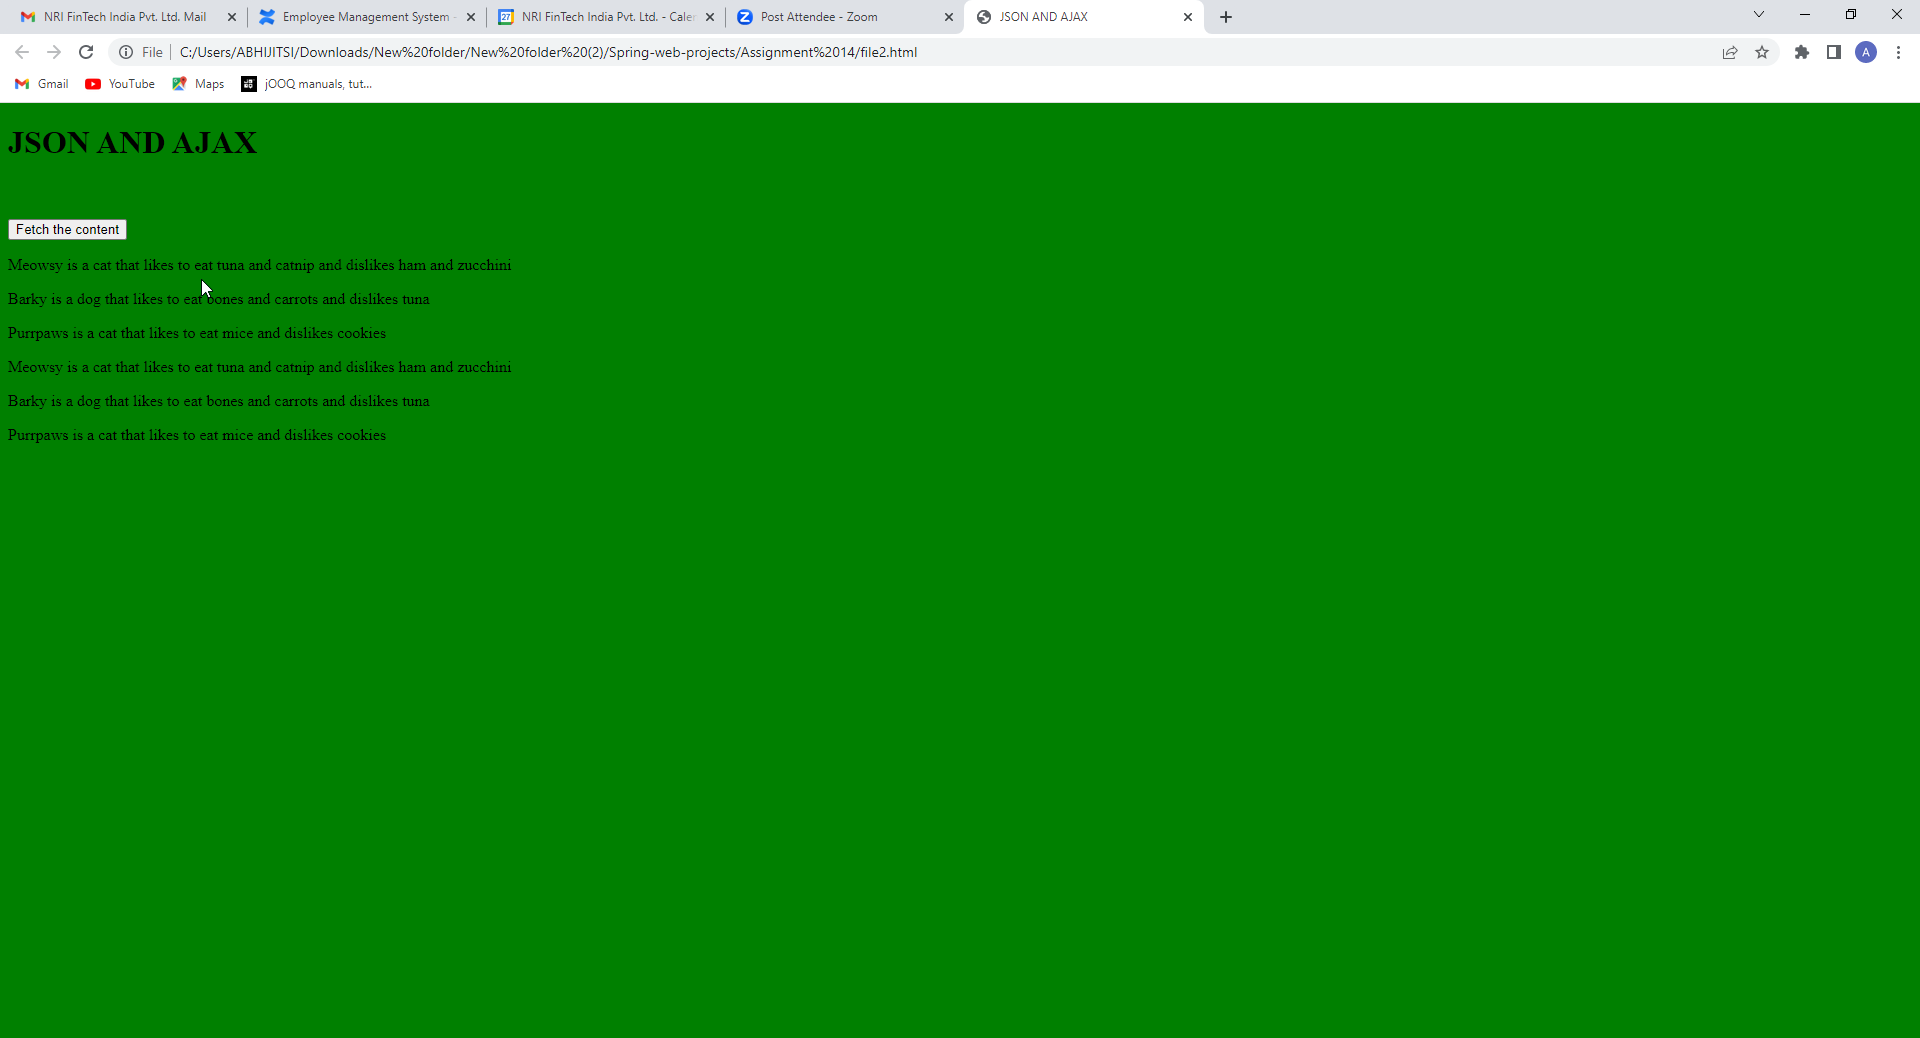 NRI FinTech India Pvt. Ltd. Mail
Employee Management System -
NRI FinTech India Pvt. Ltd. - Caler
Post Attendee - Zoom
JSON AND AJAX
File
C:/Users/ABHIJITSI/Downloads/New%20folder/New%20folder%20(2)/Spring-web-projects/Assignment%2014/file2.html
A
Gmail
YouTube
Maps
jOOQ manuals, tut...
JSON AND AJAX
Fetch the content
Meowsy is a cat that likes to eat tuna and catnip and dislikes ham and zucchini
Barky is a dog that likes to eat bones and carrots and dislikes tuna
Purrpaws is a cat that likes to eat mice and dislikes cookies
Meowsy is a cat that likes to eat tuna and catnip and dislikes ham and zucchini
Barky is a dog that likes to eat bones and carrots and dislikes tuna
Purrpaws is a cat that likes to eat mice and dislikes cookies